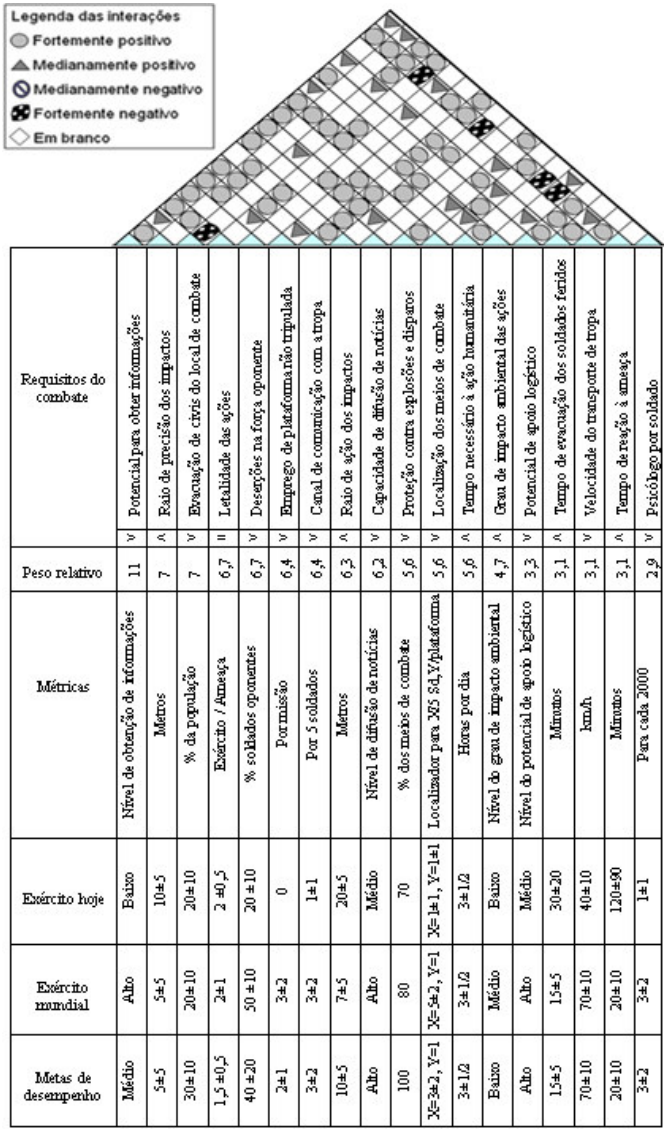 Legenda das interações
Fortemente positivo
Medianamente positivo
Medianamente negativo
Fortemente negativo
Em branco
Requisitos do
combate
Potencial para obter informações
Raio de precisão dos impactos
Evacuação de civis do local de combate
Letalidade das ações
Deserções na força oponente
Emprego de plataforma não tripulada
Canal de comunicação com a tropa
Raio de ação dos impactos
Capacidade de difusão de notícias
Proteção contra explosões e disparos
Localização dos meios de combate
Tempo necessário à ação humanitária
Grau de impacto ambiental das ações
Potencial de apoio logístico
Tempo de evacuação dos soldados feridos
Velocidade do transporte de tropa
Tempo de reação à ameaça
Psicólogo por soldado
Peso relativo
11
7
7
6,7
6,7
6,4
6,4
6,3
6,2
5,6
5,6
5,6
4,7
3,3
3,1
3,1
3,1
2,9
Métricas
Nível de obtenção de informações
Metros
% da população
Exército / Ameaça
% soldados oponentes
Por missão
Por 5 soldados
Metros
Nível de difusão de notícias
% dos meios de combate
Localizador para X/5 Sd,Y/plataforma
Horas por dia
Nível do grau de impacto ambiental
Nível do potencial de apoio logístico
Minutos
km/h
Minutos
Para cada 2000
Exército hoje
Baixo
10±5
20±10
2 ±0,5
20 ±10
0
1±1
20±5
Médio
70
X=1±1, Y=1±1
3±1/2
Baixo
Médio
30±20
40±10
120±90
1±1
Exército
mundial
Alto
5±5
20±10
2±1
50 ±10
3±2
3±2
7±5
Alto
80
X=5±2, Y=1
3±1/2
Médio
Alto
15±5
70±10
20±10
3±2
Metas de
desempenho
Médio
5±5
30±10
1,5 ±0,5
40 ±20
2±1
3±2
10±5
Alto
100
X=3±2, Y=1
3±1/2
Baixo
Alto
15±5
70±10
20±10
3±2